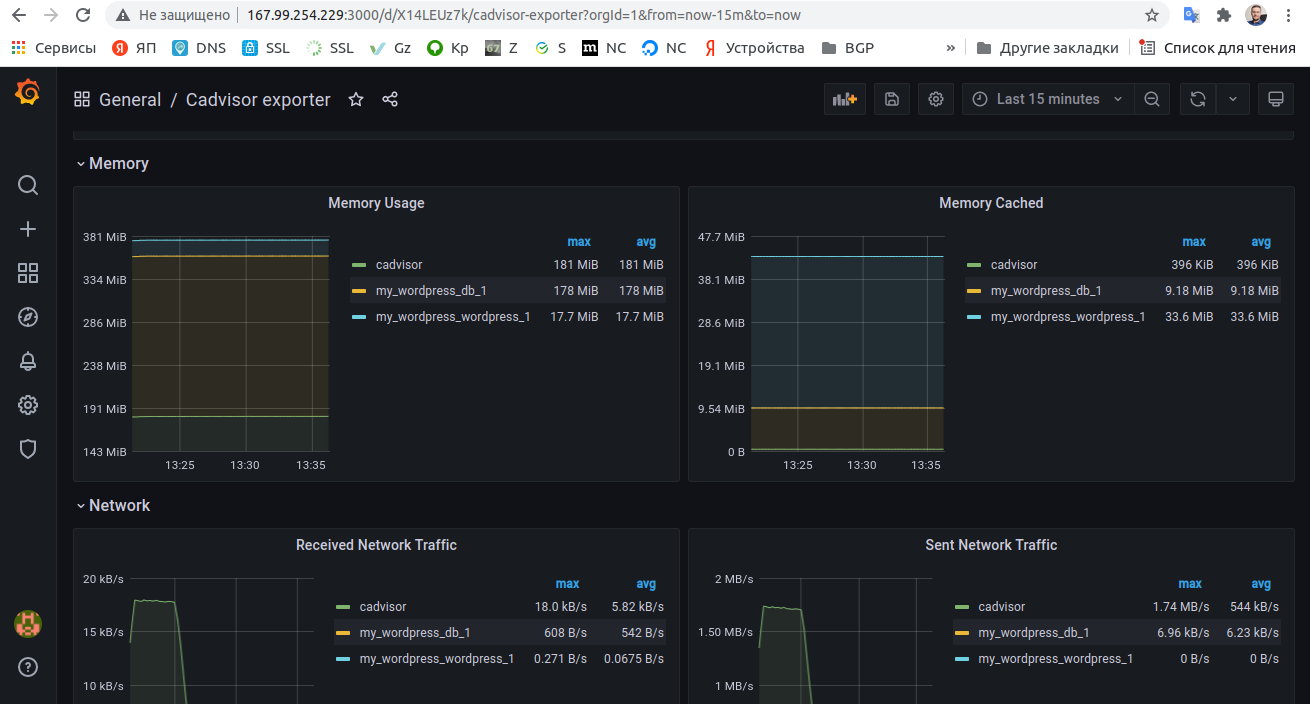 Не защищено 167.99.254.229:3000/d/X14LEUz7k/cadvisor-exporter?orgId=1&from=now-15m&to=now
Сервисы ЯП DNS SSL SSL Gz Кр Z S NC NC Устройства BGP » Другие закладки Список для чтения
General / Cadvisor exporter Last 15 minutes
Memory
Memory Usage
381 MiB
334 MiB
286 MiB
238 MiB
191 MiB
143 MiB
13:25 13:30 13:35
max avg
cadvisor 181 MiB 181 MiB
my_wordpress_db_1 178 MiB 178 MiB
my_wordpress_wordpress_1 17.7 MiB 17.7 MiB
Memory Cached
47.7 MiB
38.1 MiB
28.6 MiB
19.1 MiB
9.54 MiB
0 B
13:25 13:30 13:35
max avg
cadvisor 396 KiB 396 KiB
my_wordpress_db_1 9.18 MiB 9.18 MiB
my_wordpress_wordpress_1 33.6 MiB 33.6 MiB
Network
Received Network Traffic
20 kB/s
15 kB/s
10 kB/s
max avg
cadvisor 18.0 kB/s 5.82 kB/s
my_wordpress_db_1 608 B/s 542 B/s
my_wordpress_wordpress_1 0.271 B/s 0.0675 B/s
Sent Network Traffic
2 MB/s
1.50 MB/s
1 MB/s
max avg
cadvisor 1.74 MB/s 544 kB/s
my_wordpress_db_1 6.96 kB/s 6.23 kB/s
my_wordpress_wordpress_1 0 B/s 0 B/s